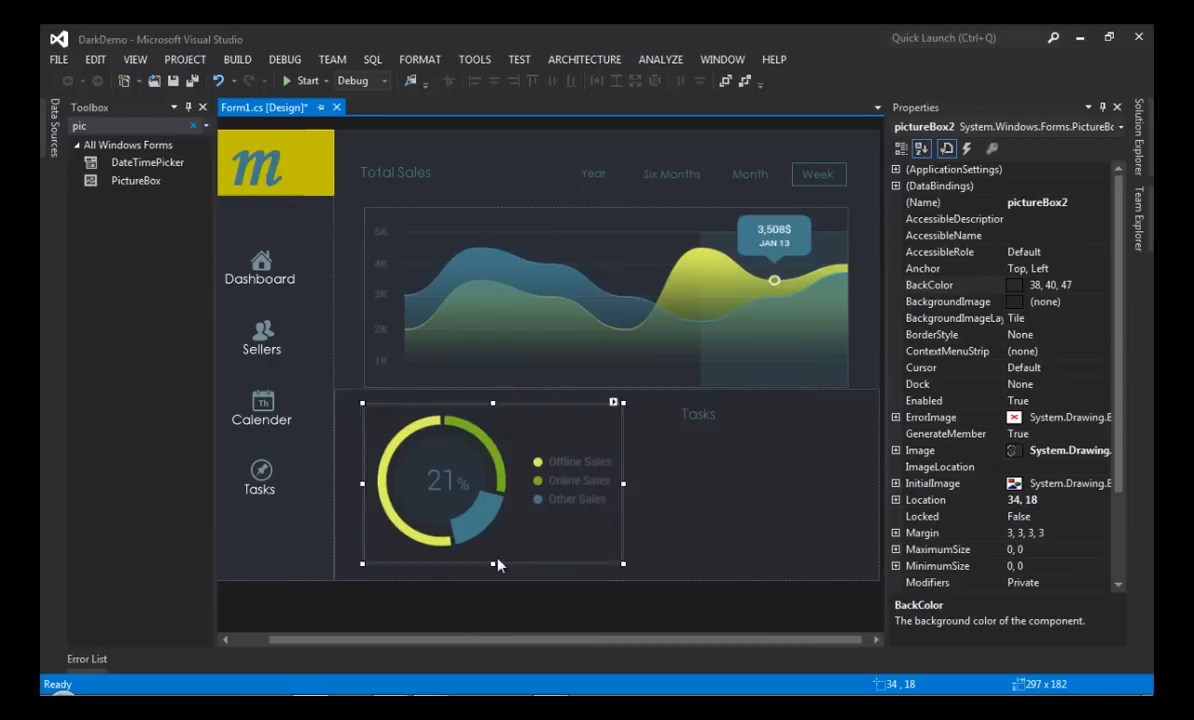 DarkDemo - Microsoft Visual Studio
Quick Launch (Ctrl+Q)
FILE EDIT VIEW PROJECT BUILD DEBUG TEAM SQL FORMAT TOOLS TEST ARCHITECTURE ANALYZE WINDOW HELP
Start Debug
Data Sources
Toolbox
pic
All Windows Forms
DateTimePicker
PictureBox
Form1.cs [Design]*
m
Dashboard
Sellers
Th
Calender
Tasks
Total Sales Year Six Months Month Week
5K
4K
3K
2K
1K
3,508$
JAN 13
21%
Offline Sales
Online Sales
Other Sales
Tasks
Properties
pictureBox2 System.Windows.Forms.PictureBc
(ApplicationSettings)
(DataBindings)
(Name) pictureBox2
AccessibleDescription
AccessibleName
AccessibleRole Default
Anchor Top, Left
BackColor 38, 40, 47
BackgroundImage (none)
BackgroundImageLay Tile
BorderStyle None
ContextMenuStrip (none)
Cursor Default
Dock None
Enabled True
ErrorImage System.Drawing.E
GenerateMember True
Image System.Drawing.
ImageLocation
InitialImage System.Drawing.E
Location 34, 18
Locked False
Margin 3, 3, 3, 3
MaximumSize 0, 0
MinimumSize 0, 0
Modifiers Private
BackColor
The background color of the component.
Solution Explorer
Team Explorer
Error List
Ready
34 , 18
297 x 182